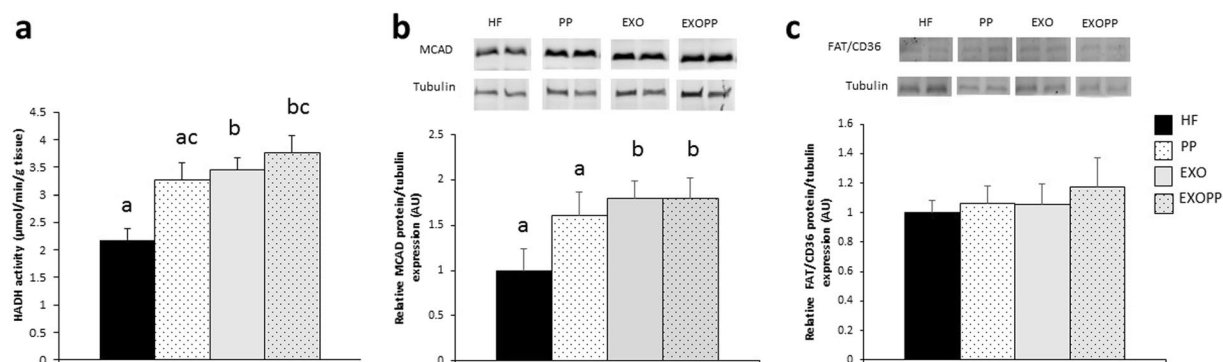 a
HADH activity (µmol/min/g tissue)
4.5
4
3.5
3
2.5
2
1.5
1
0.5
0
a
ac
b
bc
b
HF PP EXO EXOPP
MCAD
Tubulin
Relative MCAD protein/tubulin
expression (AU)
2.5
2
1.5
1
0.5
0
a
a
b
b
c
HF PP EXO EXOPP
FAT/CD36
Tubulin
Relative FAT/CD36 protein/tubulin
expression (AU)
1.6
1.4
1.2
1
0.8
0.6
0.4
0.2
0
HF
PP
EXO
EXOPP